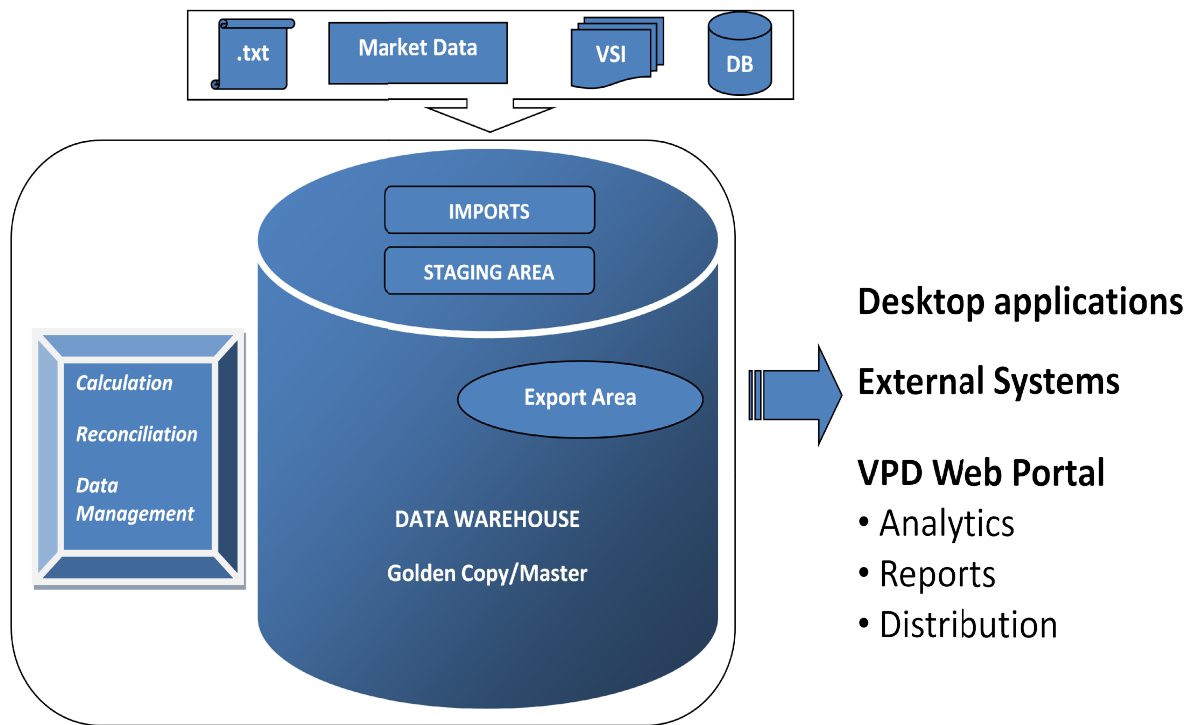 .txt
Market Data
VSI
DB
IMPORTS
STAGING AREA
Calculation
Reconciliation
Data
Management
Export Area
DATA WAREHOUSE
Golden Copy/Master
Desktop applications
External Systems
VPD Web Portal
• Analytics
• Reports
• Distribution